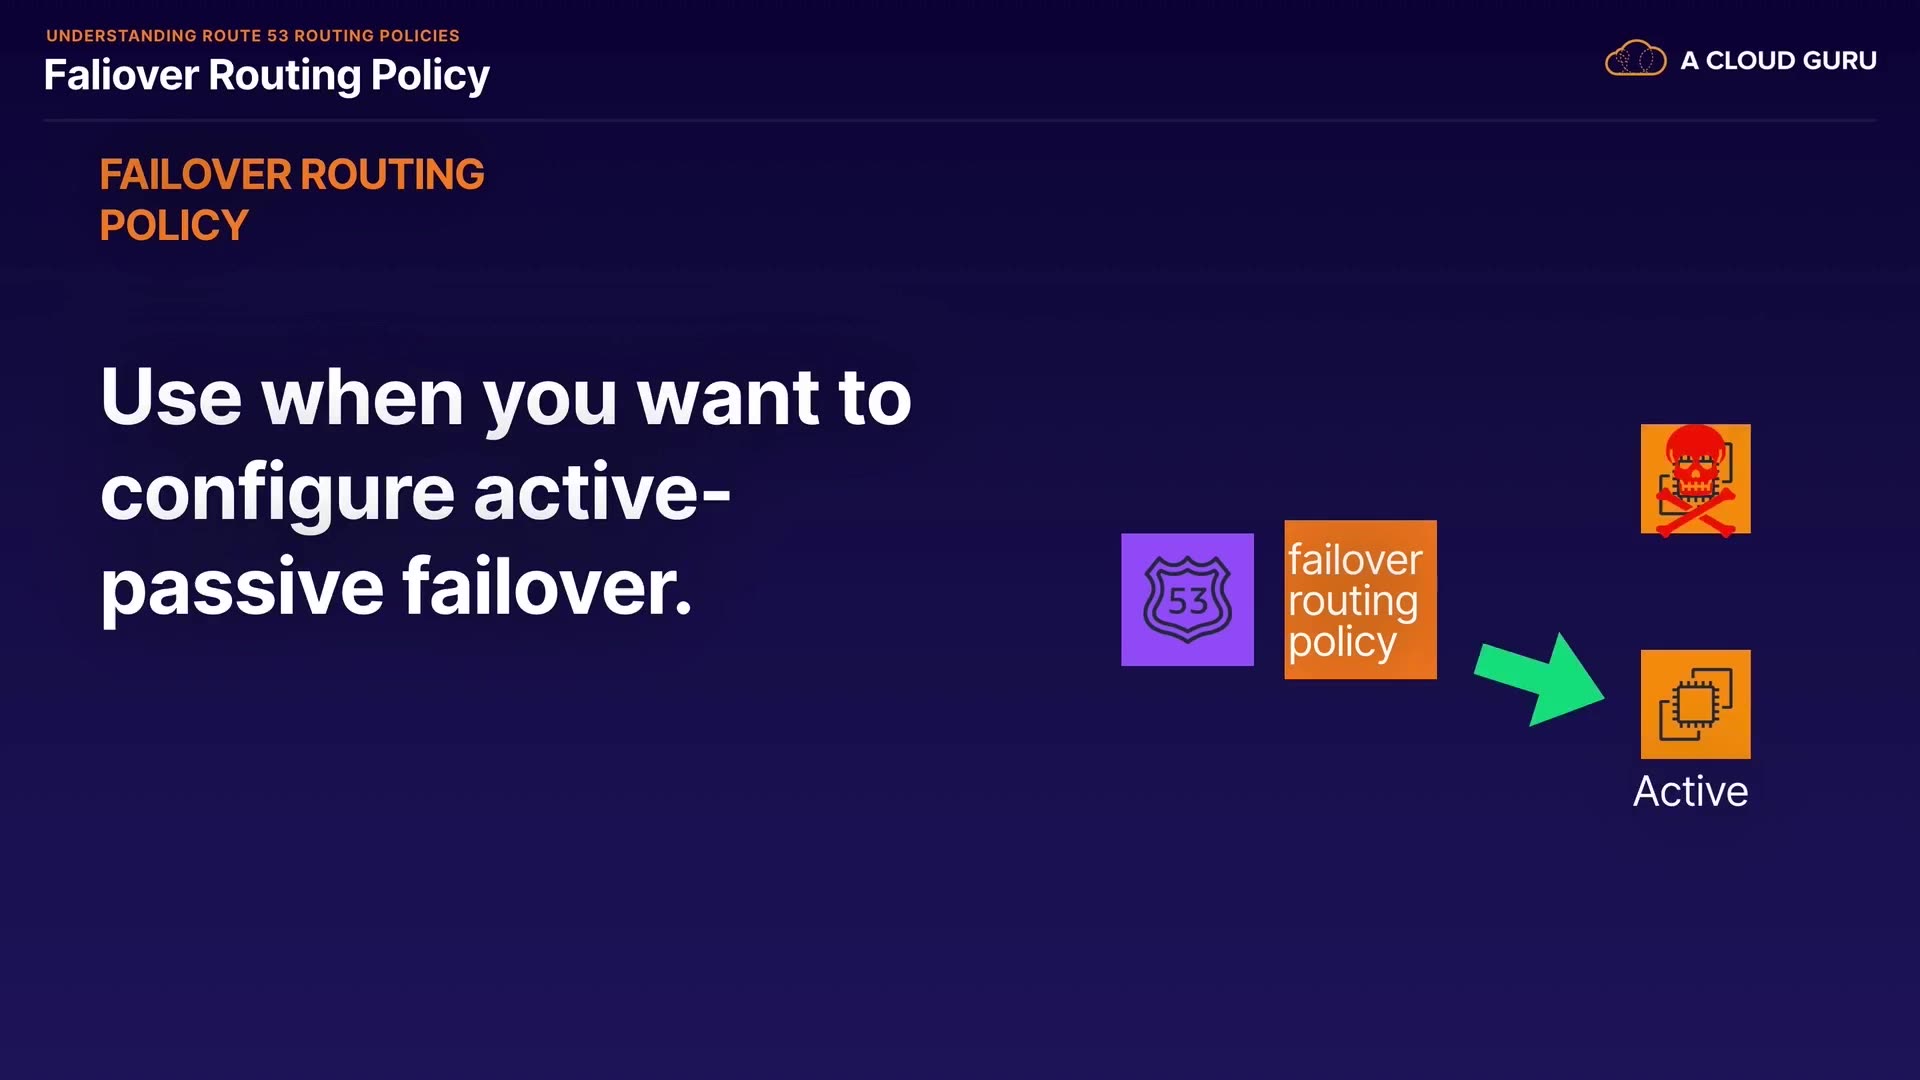 UNDERSTANDING ROUTE 53 ROUTING POLICIES
Faliover Routing Policy
A CLOUD GURU
FAILOVER ROUTING
POLICY
Use when you want to
configure active-
passive failover.
53
failover
routing
policy
Active